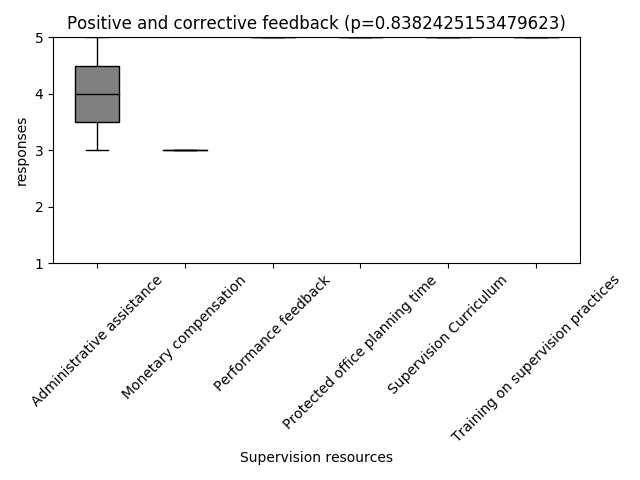 Positive and corrective feedback (p=0.8382425153479623)
responses
5
4
3
2
1
Administrative assistance
Monetary compensation
Performance feedback
Protected office planning time
Supervision Curriculum
Training on supervision practices
Supervision resources